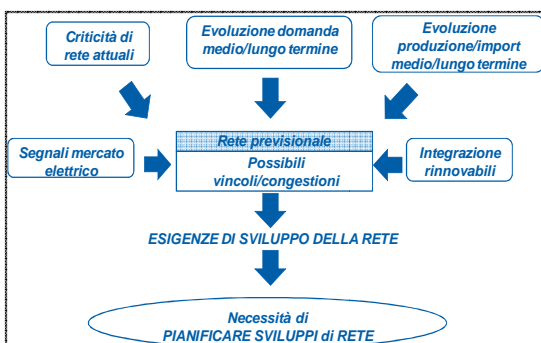 Criticità di
rete attuali
Evoluzione domanda
medio/lungo termine
Evoluzione
produzione/import
medio/lungo termine
Segnali mercato
elettrico
Rete previsionale
Possibili
vincoli/congestioni
Integrazione
rinnovabili
ESIGENZE DI SVILUPPO DELLA RETE
Necessità di
PIANIFICARE SVILUPPI di RETE